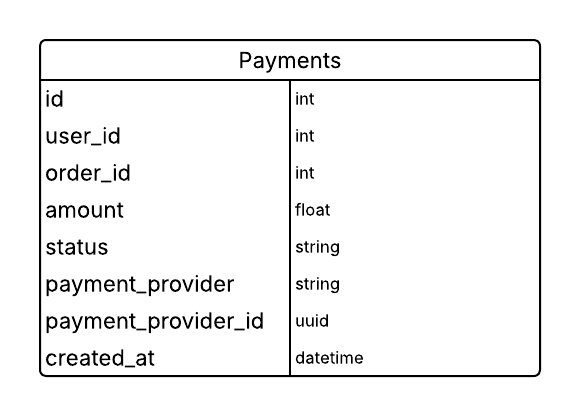 Payments
id int
user_id int
order_id int
amount float
status string
payment_provider string
payment_provider_id uuid
created_at datetime